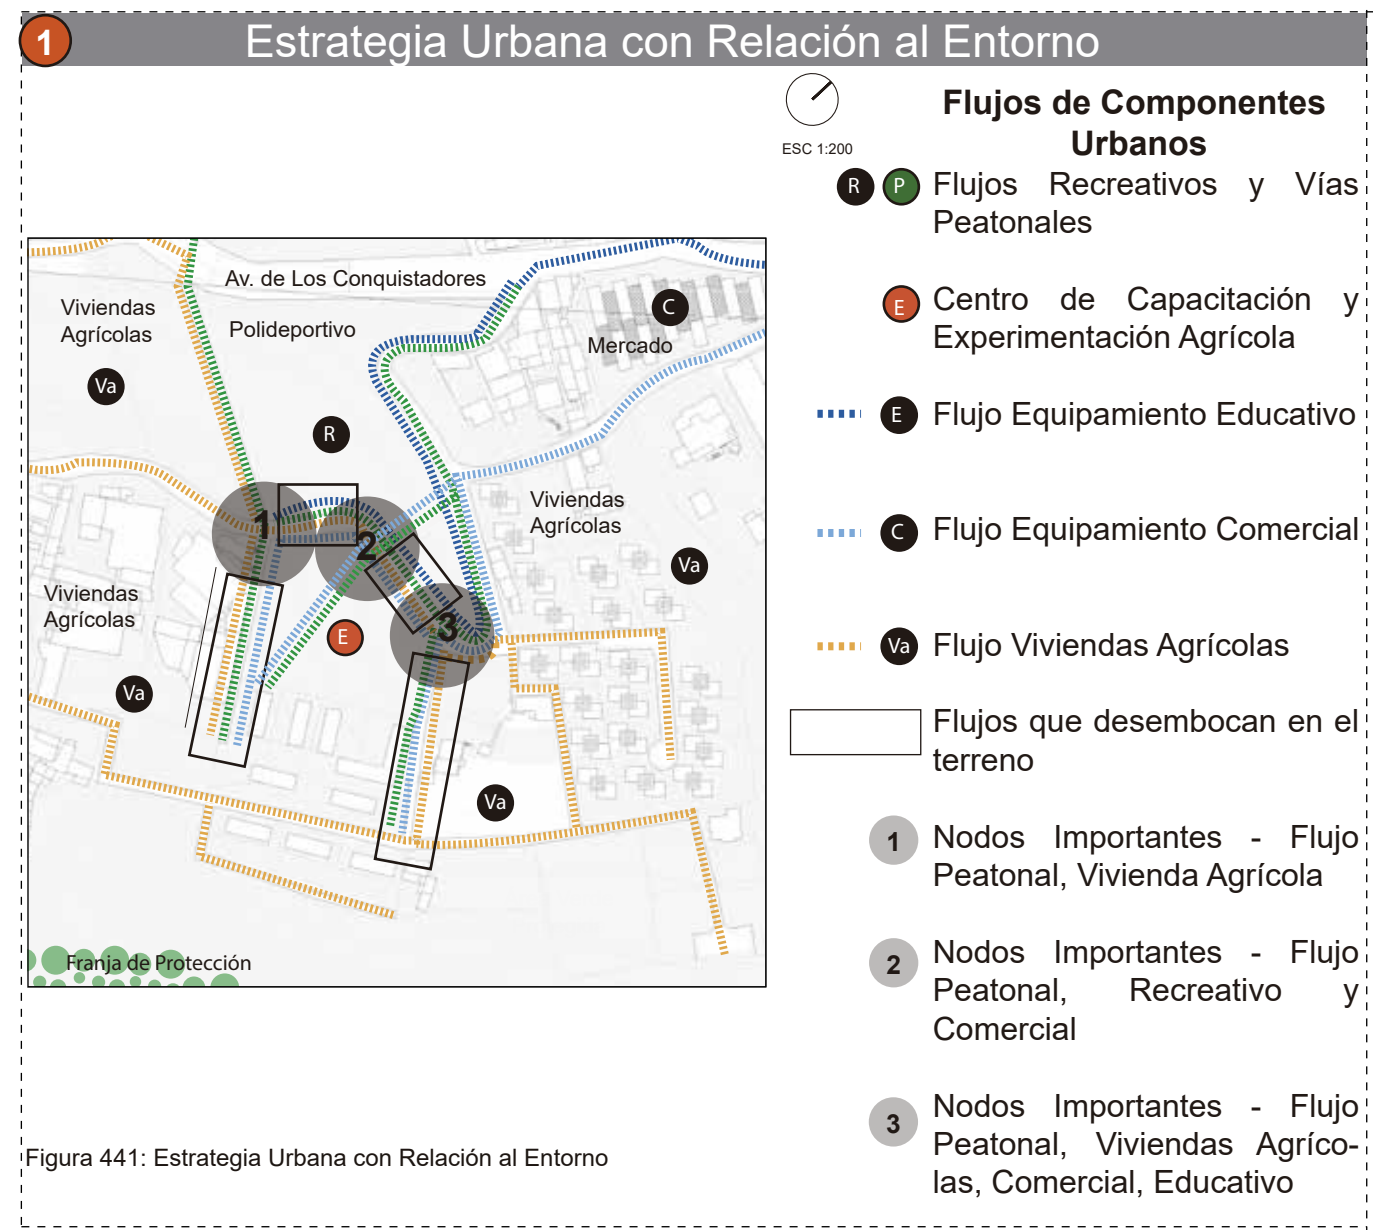 1
Estrategia Urbana con Relación al Entorno
ESC 1:200
Flujos de Componentes
Urbanos
R P Flujos Recreativos y Vías
Peatonales
E Centro de Capacitación y
Experimentación Agrícola
E Flujo Equipamiento Educativo
C Flujo Equipamiento Comercial
Va Flujo Viviendas Agrícolas
Flujos que desembocan en el
terreno
1 Nodos Importantes - Flujo
Peatonal, Vivienda Agrícola
2 Nodos Importantes - Flujo
Peatonal, Recreativo y
Comercial
3 Nodos Importantes - Flujo
Peatonal, Viviendas Agríco-
las, Comercial, Educativo
Av. de Los Conquistadores
Viviendas
Agrícolas
Va
Polideportivo
R
C
Mercado
Viviendas
Agrícolas
Va
1
2
3
Viviendas
Agrícolas
Va
E
Va
Franja de Protección
Figura 441: Estrategia Urbana con Relación al Entorno